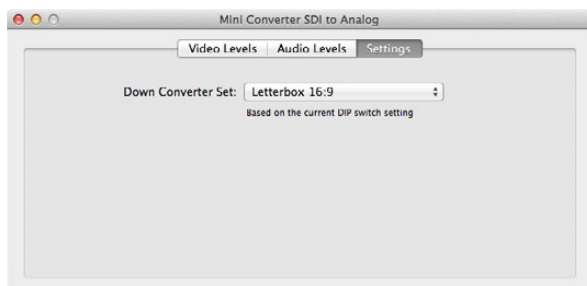 Mini Converter SDI to Analog
Video Levels Audio Levels Settings
Down Converter Set: Letterbox 16:9
Based on the current DIP switch setting